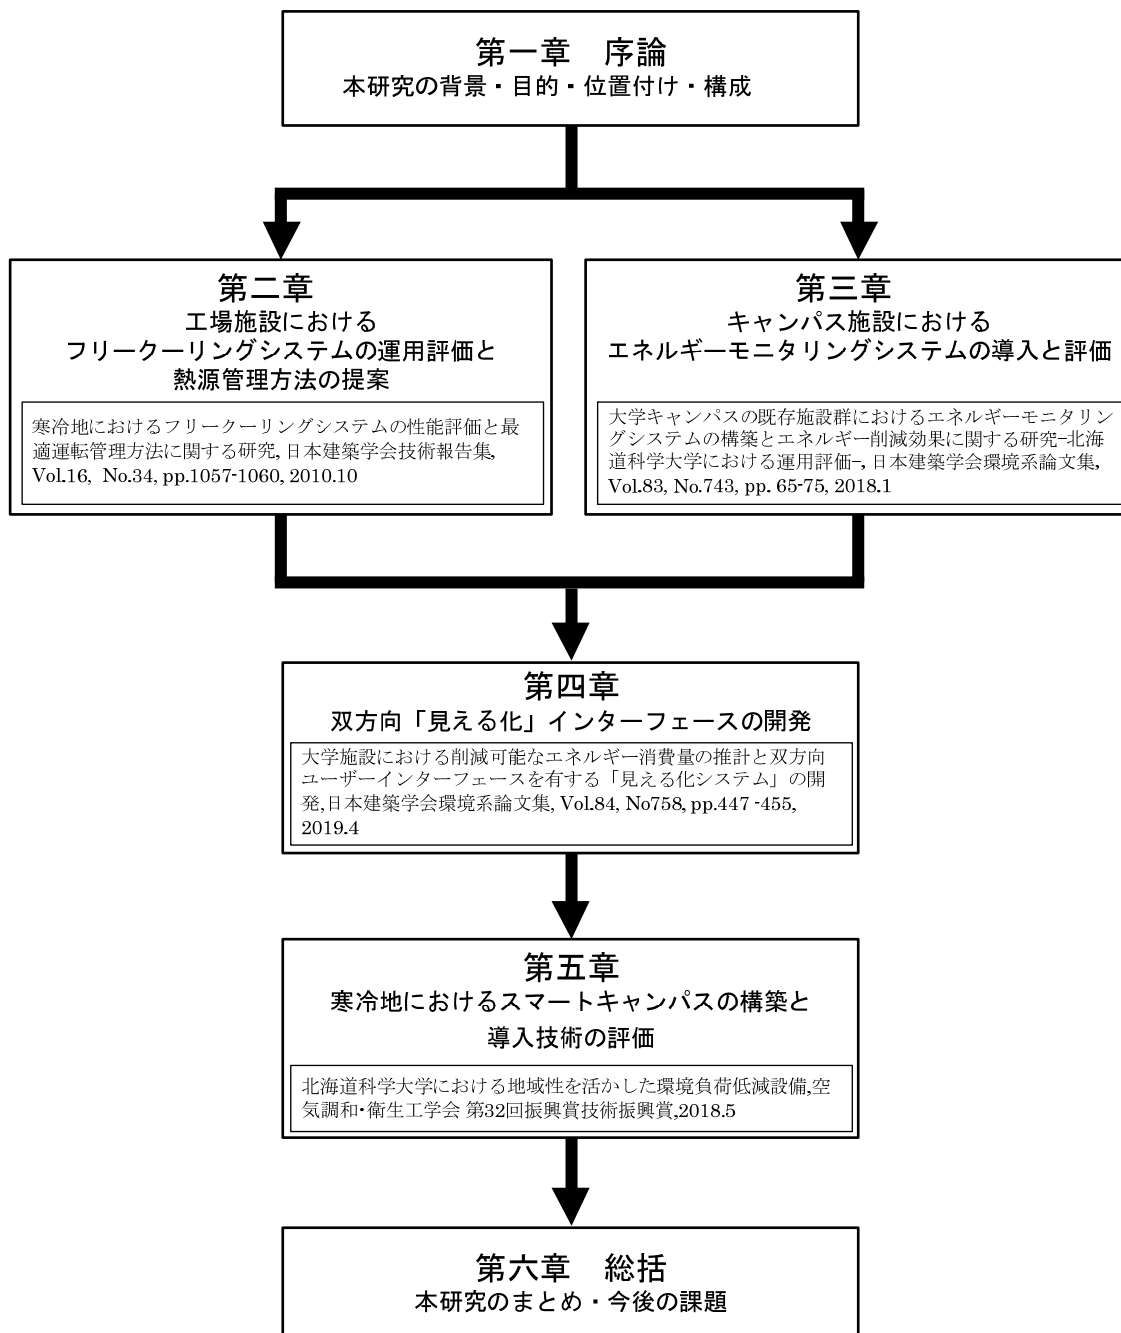 第一章　序論
本研究の背景・目的・位置付け・構成
第二章
工場施設における
フリークーリングシステムの運用評価と
熱源管理方法の提案
寒冷地におけるフリークーリングシステムの性能評価と最
適運転管理方法に関する研究, 日本建築学会技術報告集,
Vol.16, No.34, pp.1057-1060, 2010.10
第三章
キャンパス施設における
エネルギーモニタリングシステムの導入と評価
大学キャンパスの既存施設群におけるエネルギーモニタリン
グシステムの構築とエネルギー削減効果に関する研究-北海
道科学大学における運用評価-, 日本建築学会環境系論文集,
Vol.83, No.743, pp. 65-75, 2018.1
第四章
双方向「見える化」インターフェースの開発
大学施設における削減可能なエネルギー消費量の推計と双方向
ユーザーインターフェースを有する「見える化システム」の開
発,日本建築学会環境系論文集, Vol.84, No758, pp.447 -455,
2019.4
第五章
寒冷地におけるスマートキャンパスの構築と
導入技術の評価
北海道科学大学における地域性を活かした環境負荷低減設備,空
気調和・衛生工学会 第32回振興賞技術振興賞,2018.5
第六章　総括
本研究のまとめ・今後の課題